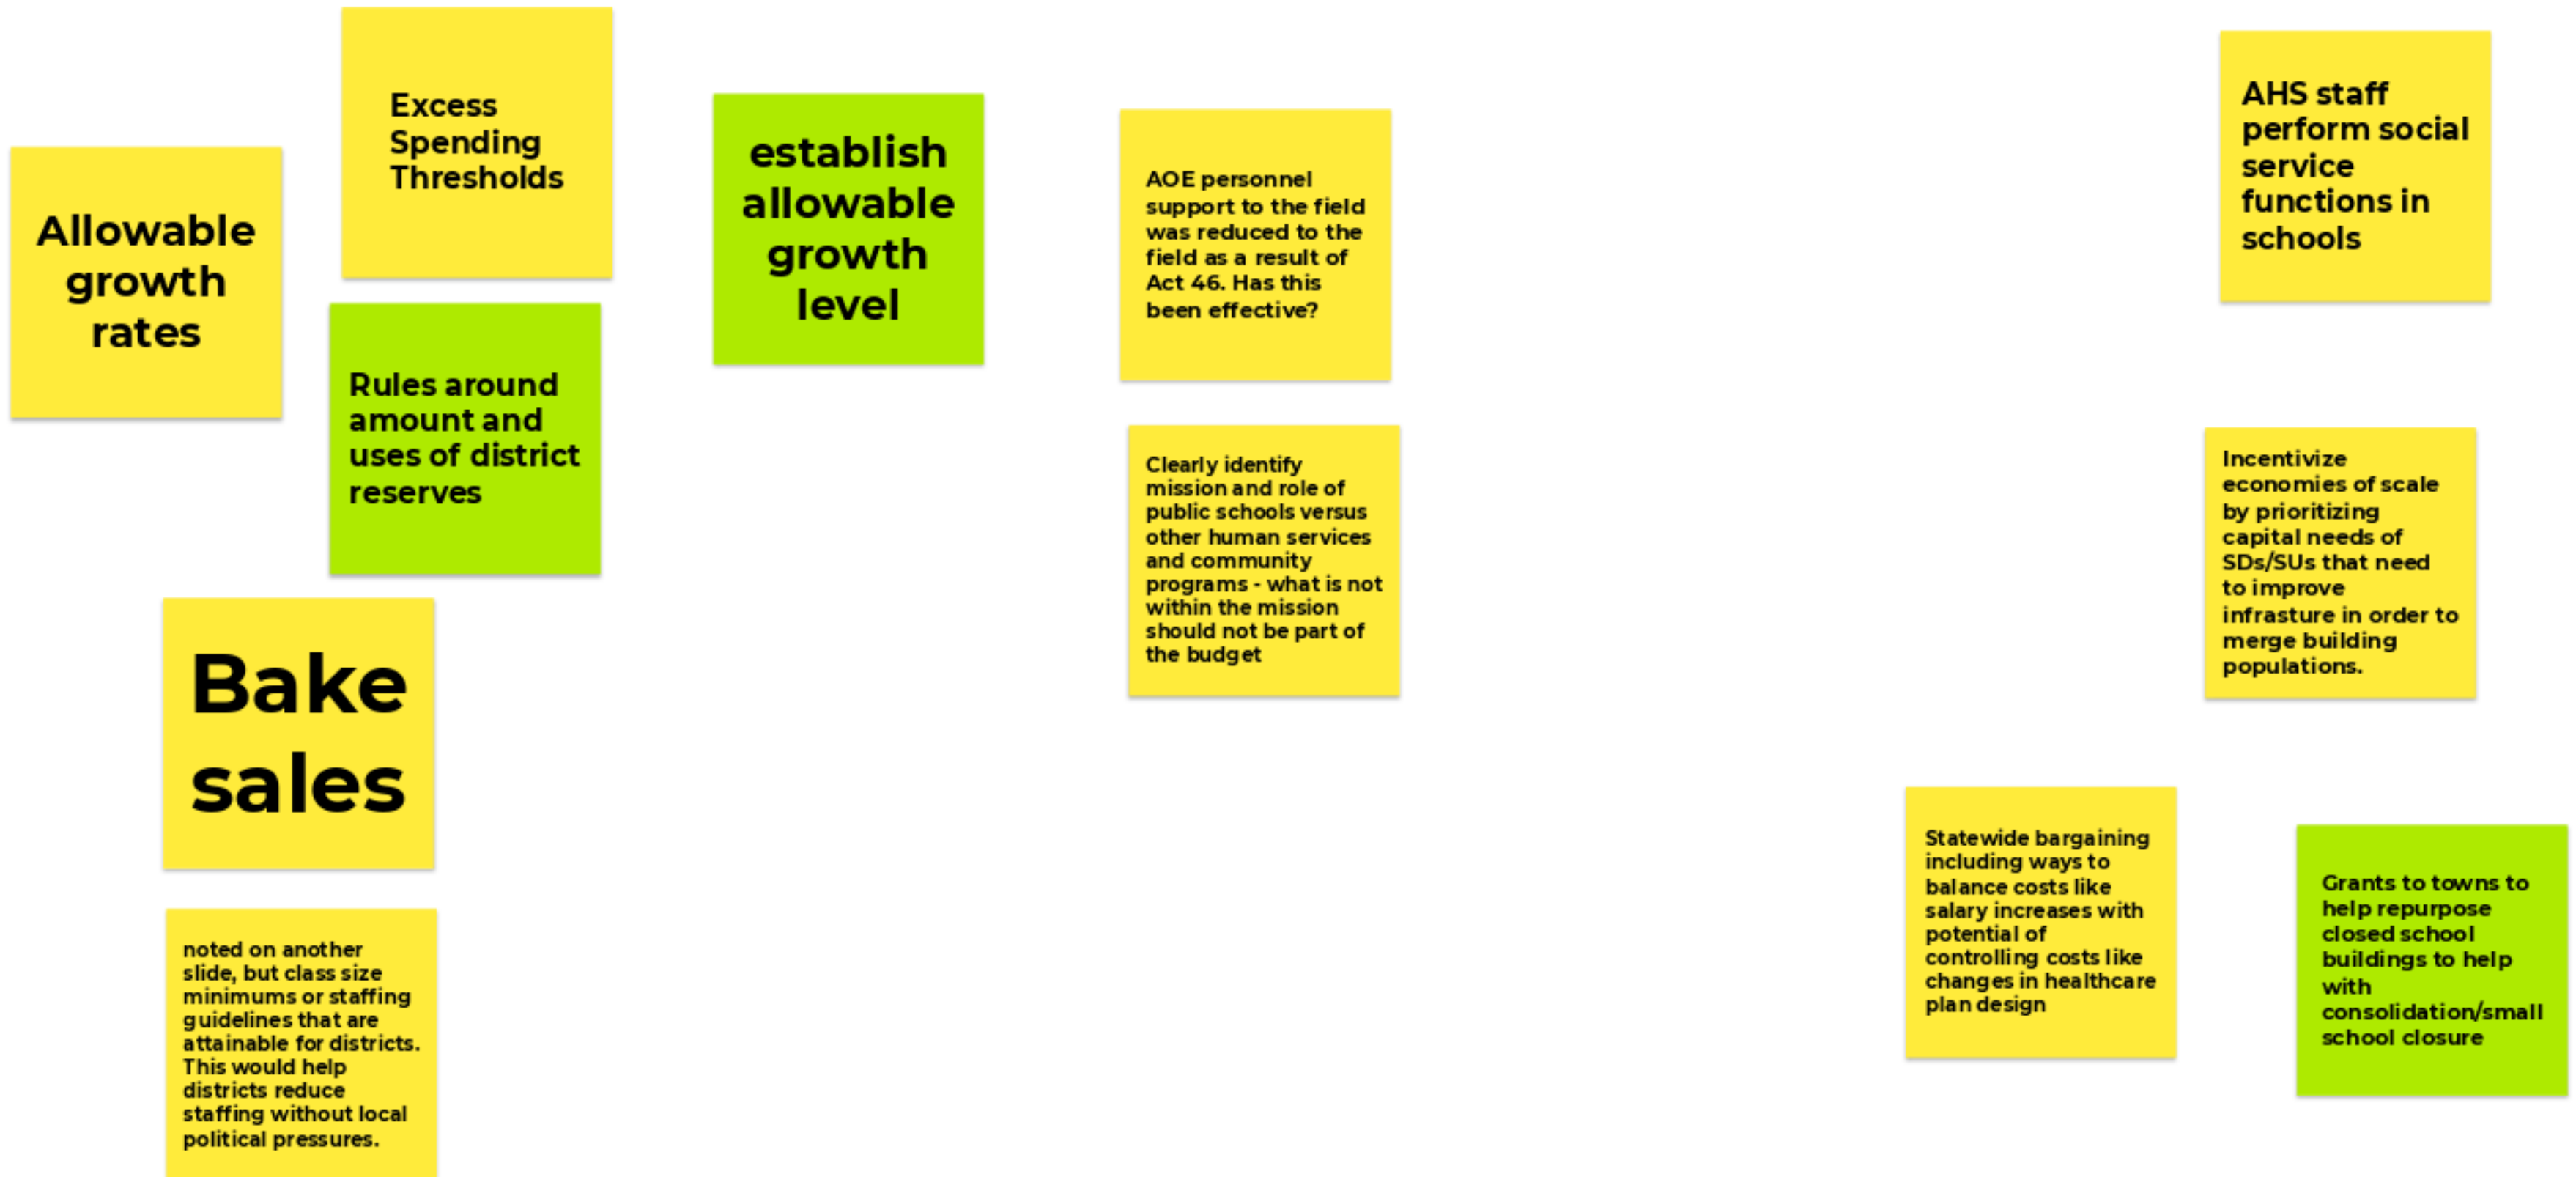 Allowable
growth
rates
Excess
Spending
Thresholds
Rules around
amount and
uses of district
reserves
Bake
sales
noted on another
slide, but class size
minimums or staffing
guidelines that are
attainable for districts.
This would help
districts reduce
staffing without local
political pressures.
establish
allowable
growth
level
AOE personnel
support to the field
was reduced to the
field as a result of
Act 46. Has this
been effective?
Clearly identify
mission and role of
public schools versus
other human services
and community
programs - what is not
within the mission
should not be part of
the budget
AHS staff
perform social
service
functions in
schools
Incentivize
economies of scale
by prioritizing
capital needs of
SDs/SUs that need
to improve
infrasture in order to
merge building
populations.
Statewide bargaining
including ways to
balance costs like
salary increases with
potential of
controlling costs like
changes in healthcare
plan design
Grants to towns to
help repurpose
closed school
buildings to help
with
consolidation/small
school closure